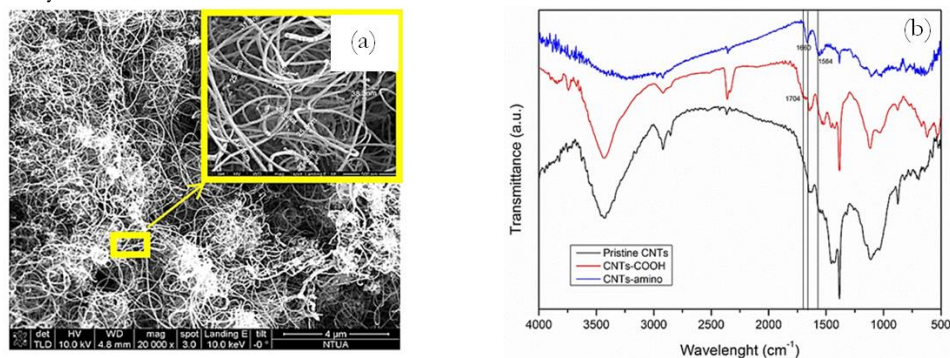 (a)
det HV WD mag spot Landing E tilt
TLD 10.0 kV 4.8 mm 20 000 x 3.0 10.0 keV -0 °
4 µm
NTUA
(b)
1660
1564
1704
Transmittance (a.u.)
Pristine CNTs
CNTs-COOH
CNTs-amino
4000 3500 3000 2500 2000 1500 1000 500
Wavelenght (cm-1)